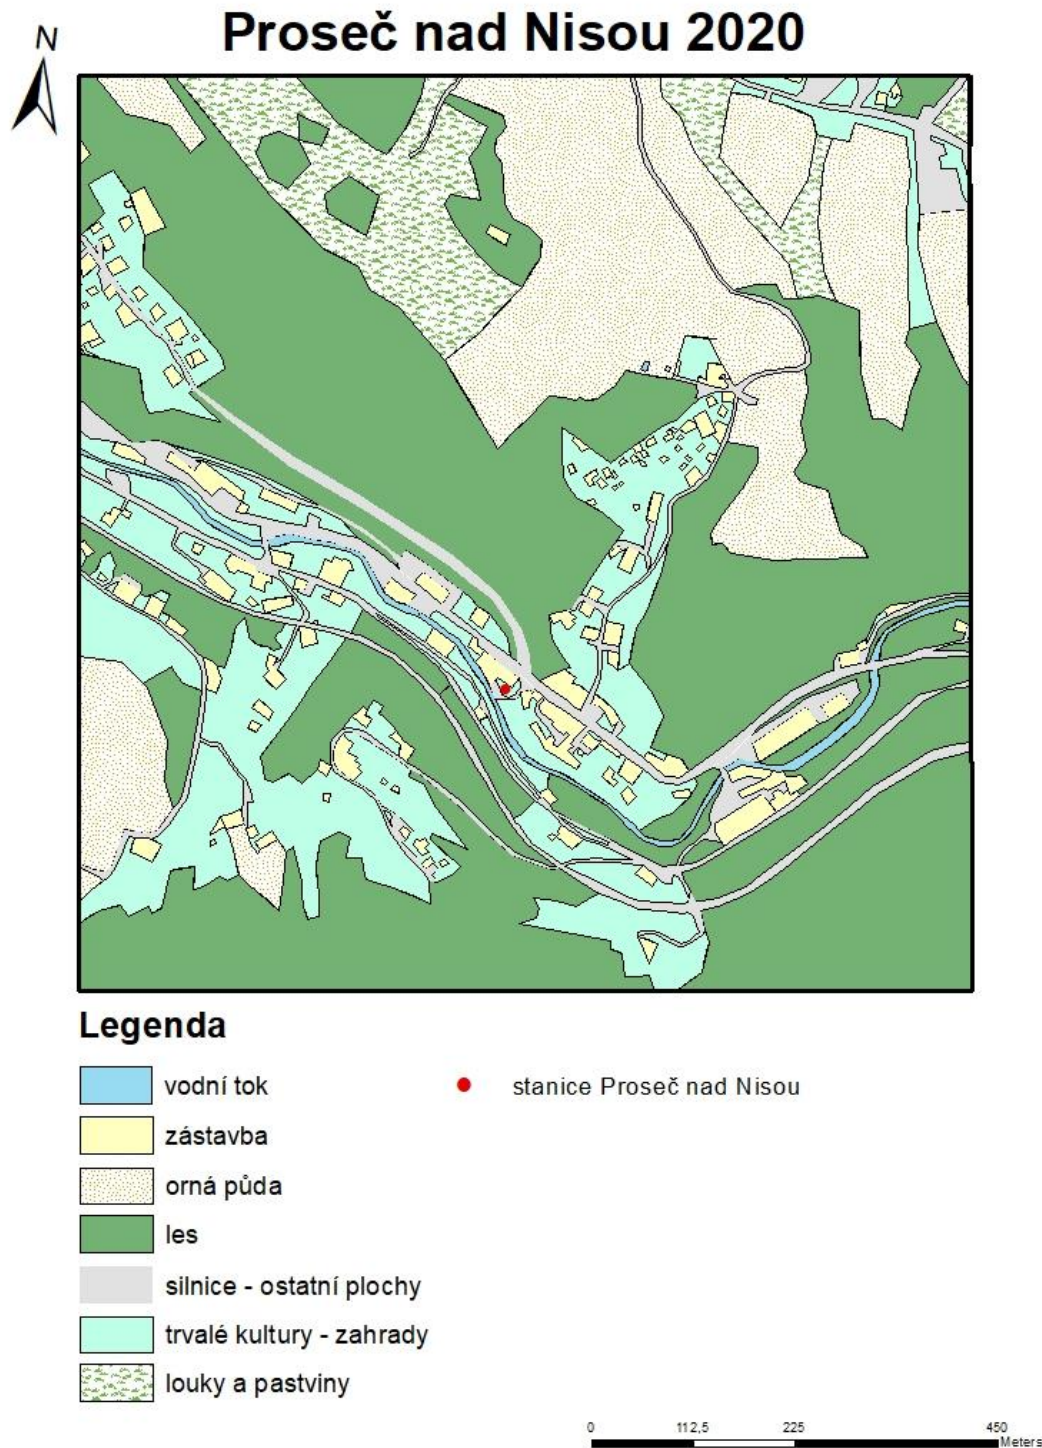 Proseč nad Nisou 2020
N
Legenda
vodní tok
stanice Proseč nad Nisou
zástavba
orná půda
les
silnice - ostatní plochy
trvalé kultury - zahrady
louky a pastviny
0 112,5 225 450
Meters